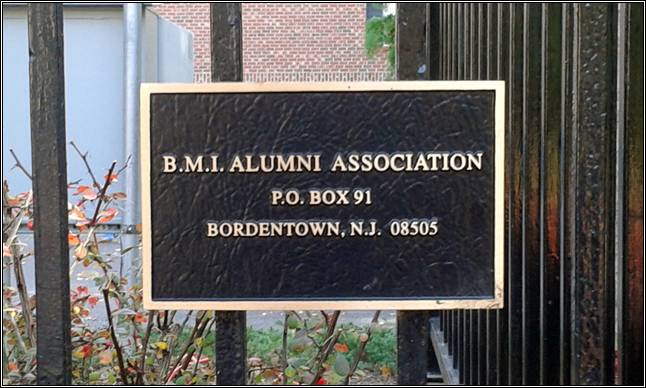 B.M.I. ALUMNI ASSOCIATION
P.O. BOX 91
BORDENTOWN, N.J. 08505